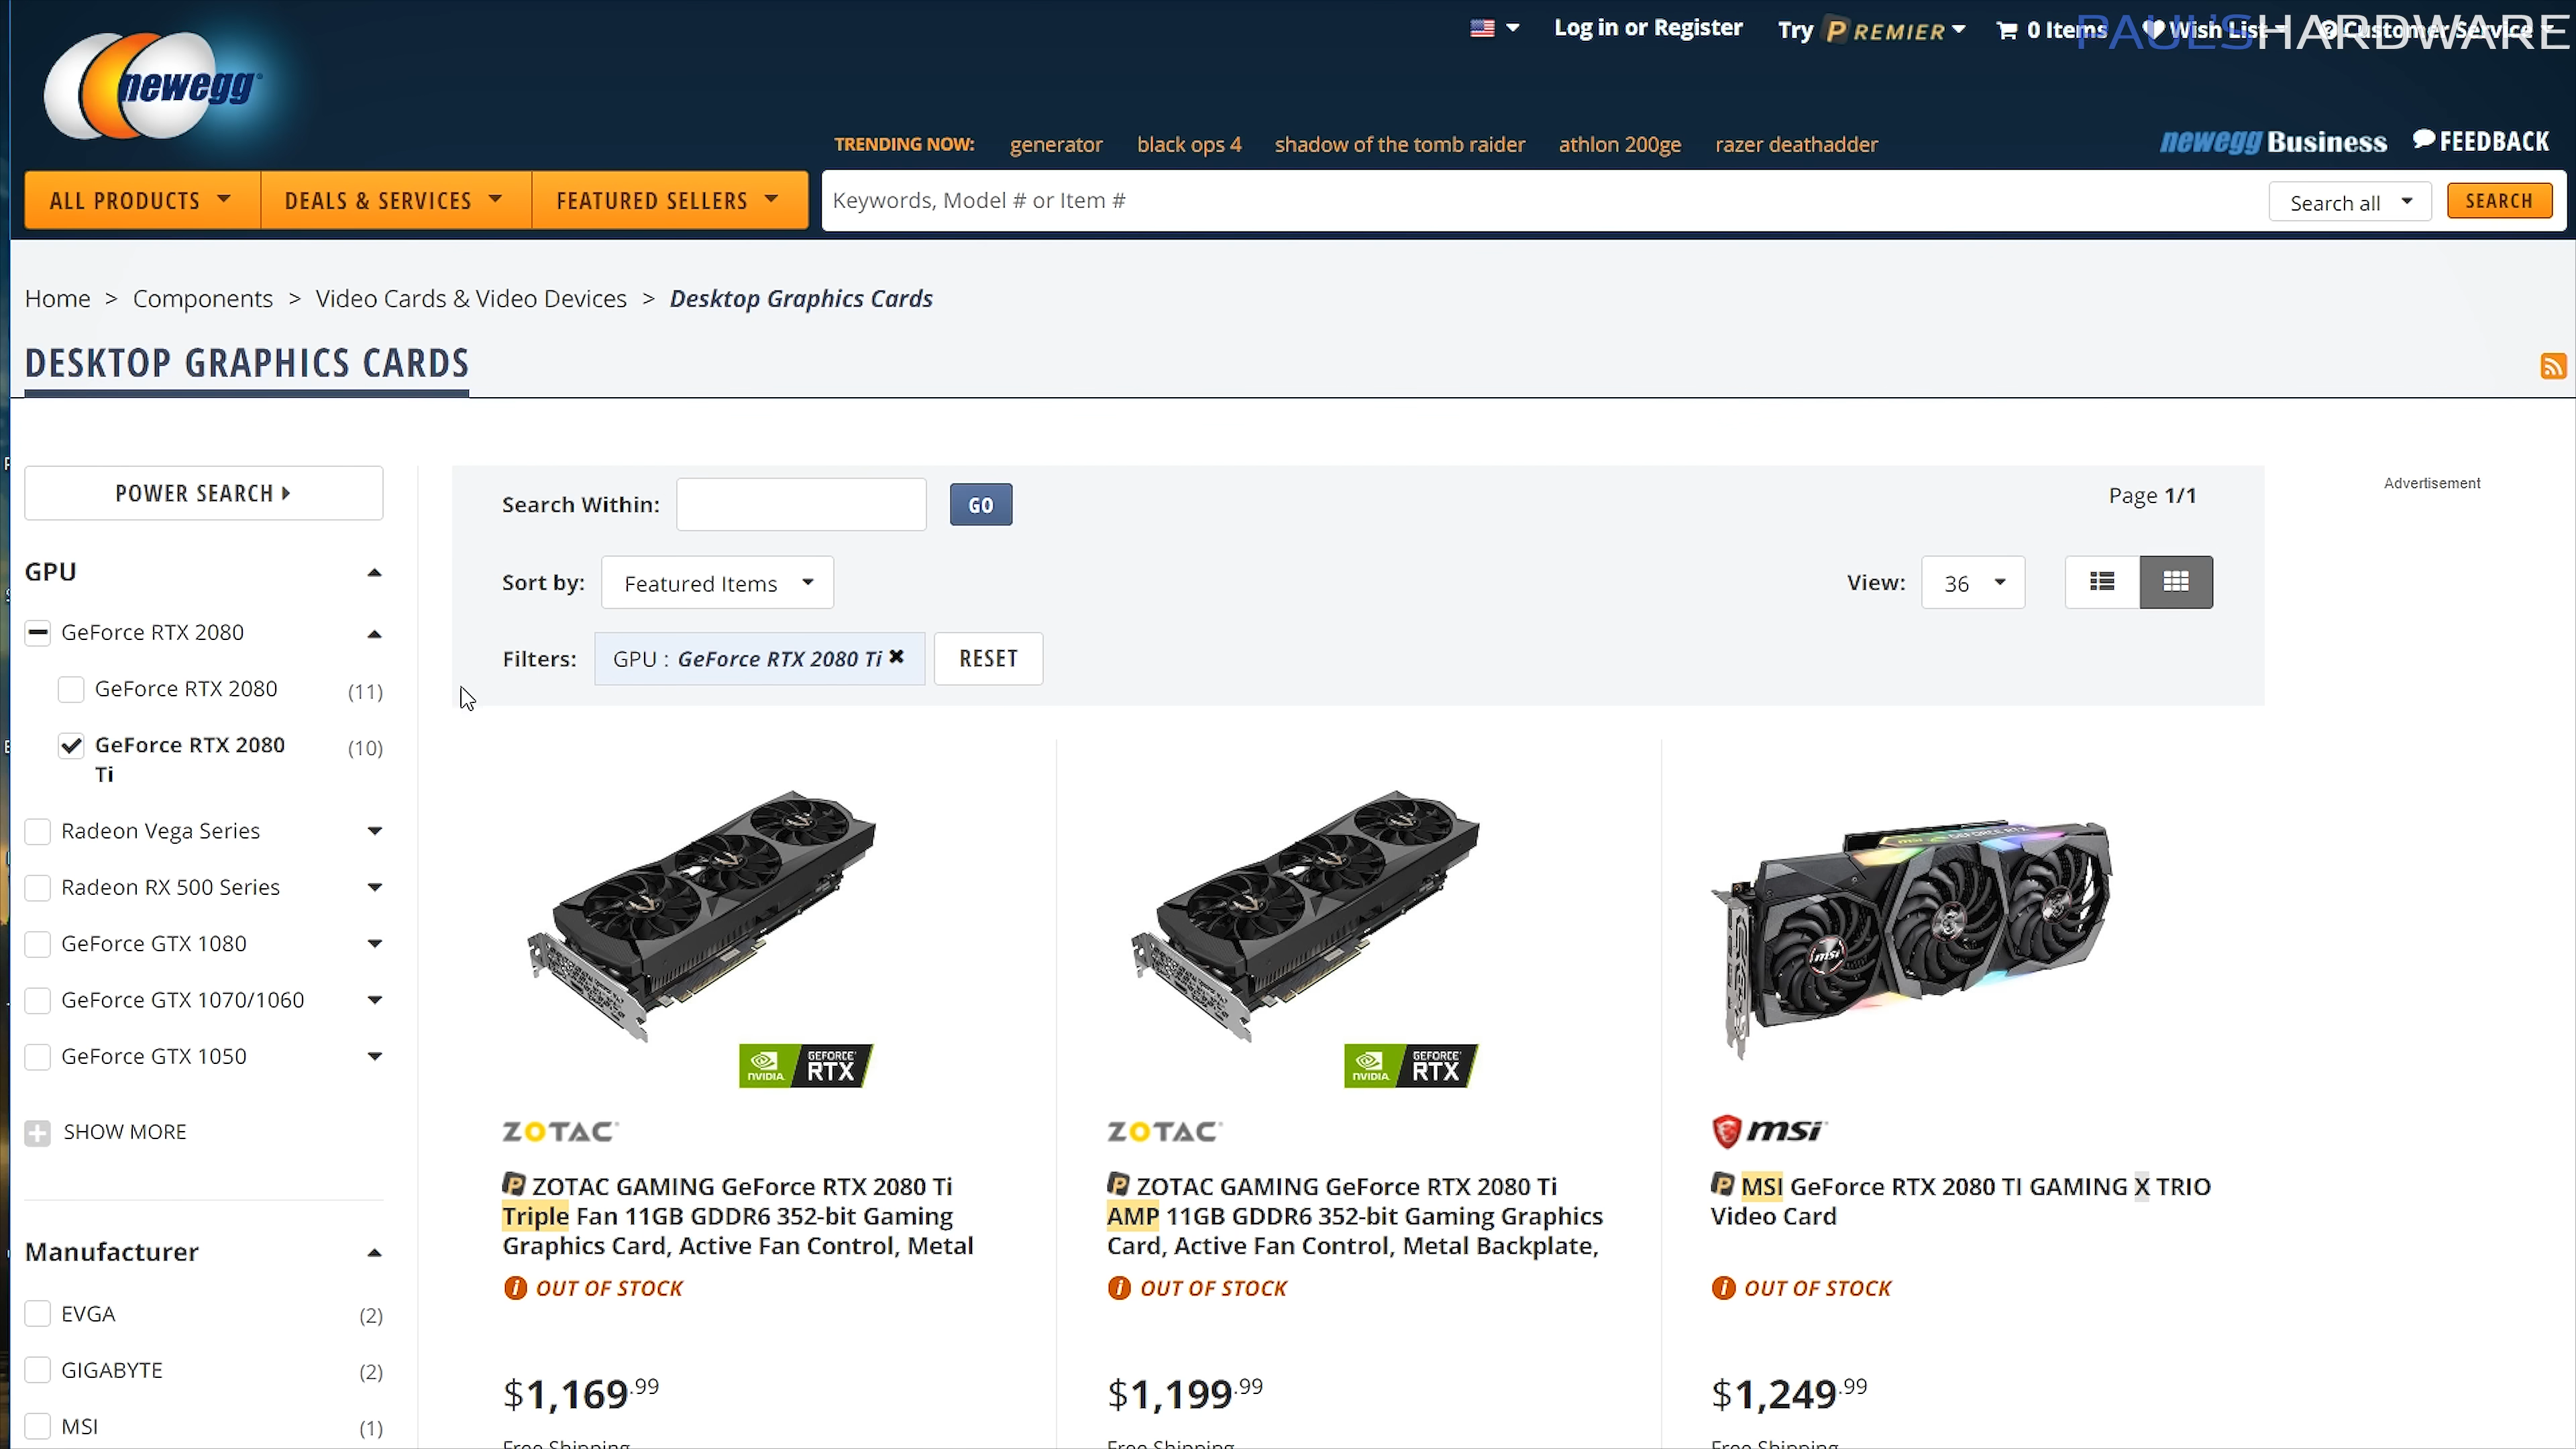 Log in or Register
Try PREMIER
0 Items
Wish List
Customer Service
PAUL'SHARDWARE
newegg
TRENDING NOW: generator black ops 4 shadow of the tomb raider athlon 200ge razer deathadder
newegg Business
FEEDBACK
ALL PRODUCTS
DEALS & SERVICES
FEATURED SELLERS
Keywords, Model # or Item #
Search all
SEARCH
Home > Components > Video Cards & Video Devices > Desktop Graphics Cards
DESKTOP GRAPHICS CARDS
POWER SEARCH
GPU
GeForce RTX 2080
GeForce RTX 2080 (11)
GeForce RTX 2080 (10)
Ti
Radeon Vega Series
Radeon RX 500 Series
GeForce GTX 1080
GeForce GTX 1070/1060
GeForce GTX 1050
SHOW MORE
Manufacturer
EVGA (2)
GIGABYTE (2)
MSI (1)
Search Within:
GO
Page 1/1
Sort by: Featured Items
View: 36
Filters: GPU : GeForce RTX 2080 Ti
RESET
Advertisement
NVIDIA
GEFORCE
RTX
ZOTAC
ZOTAC GAMING GeForce RTX 2080 Ti
Triple Fan 11GB GDDR6 352-bit Gaming
Graphics Card, Active Fan Control, Metal
OUT OF STOCK
$1,169.99
Free Shipping
NVIDIA
GEFORCE
RTX
ZOTAC
ZOTAC GAMING GeForce RTX 2080 Ti
AMP 11GB GDDR6 352-bit Gaming Graphics
Card, Active Fan Control, Metal Backplate,
OUT OF STOCK
$1,199.99
Free Shipping
msi
msi
MSI GeForce RTX 2080 TI GAMING X TRIO
Video Card
OUT OF STOCK
$1,249.99
Free Shipping